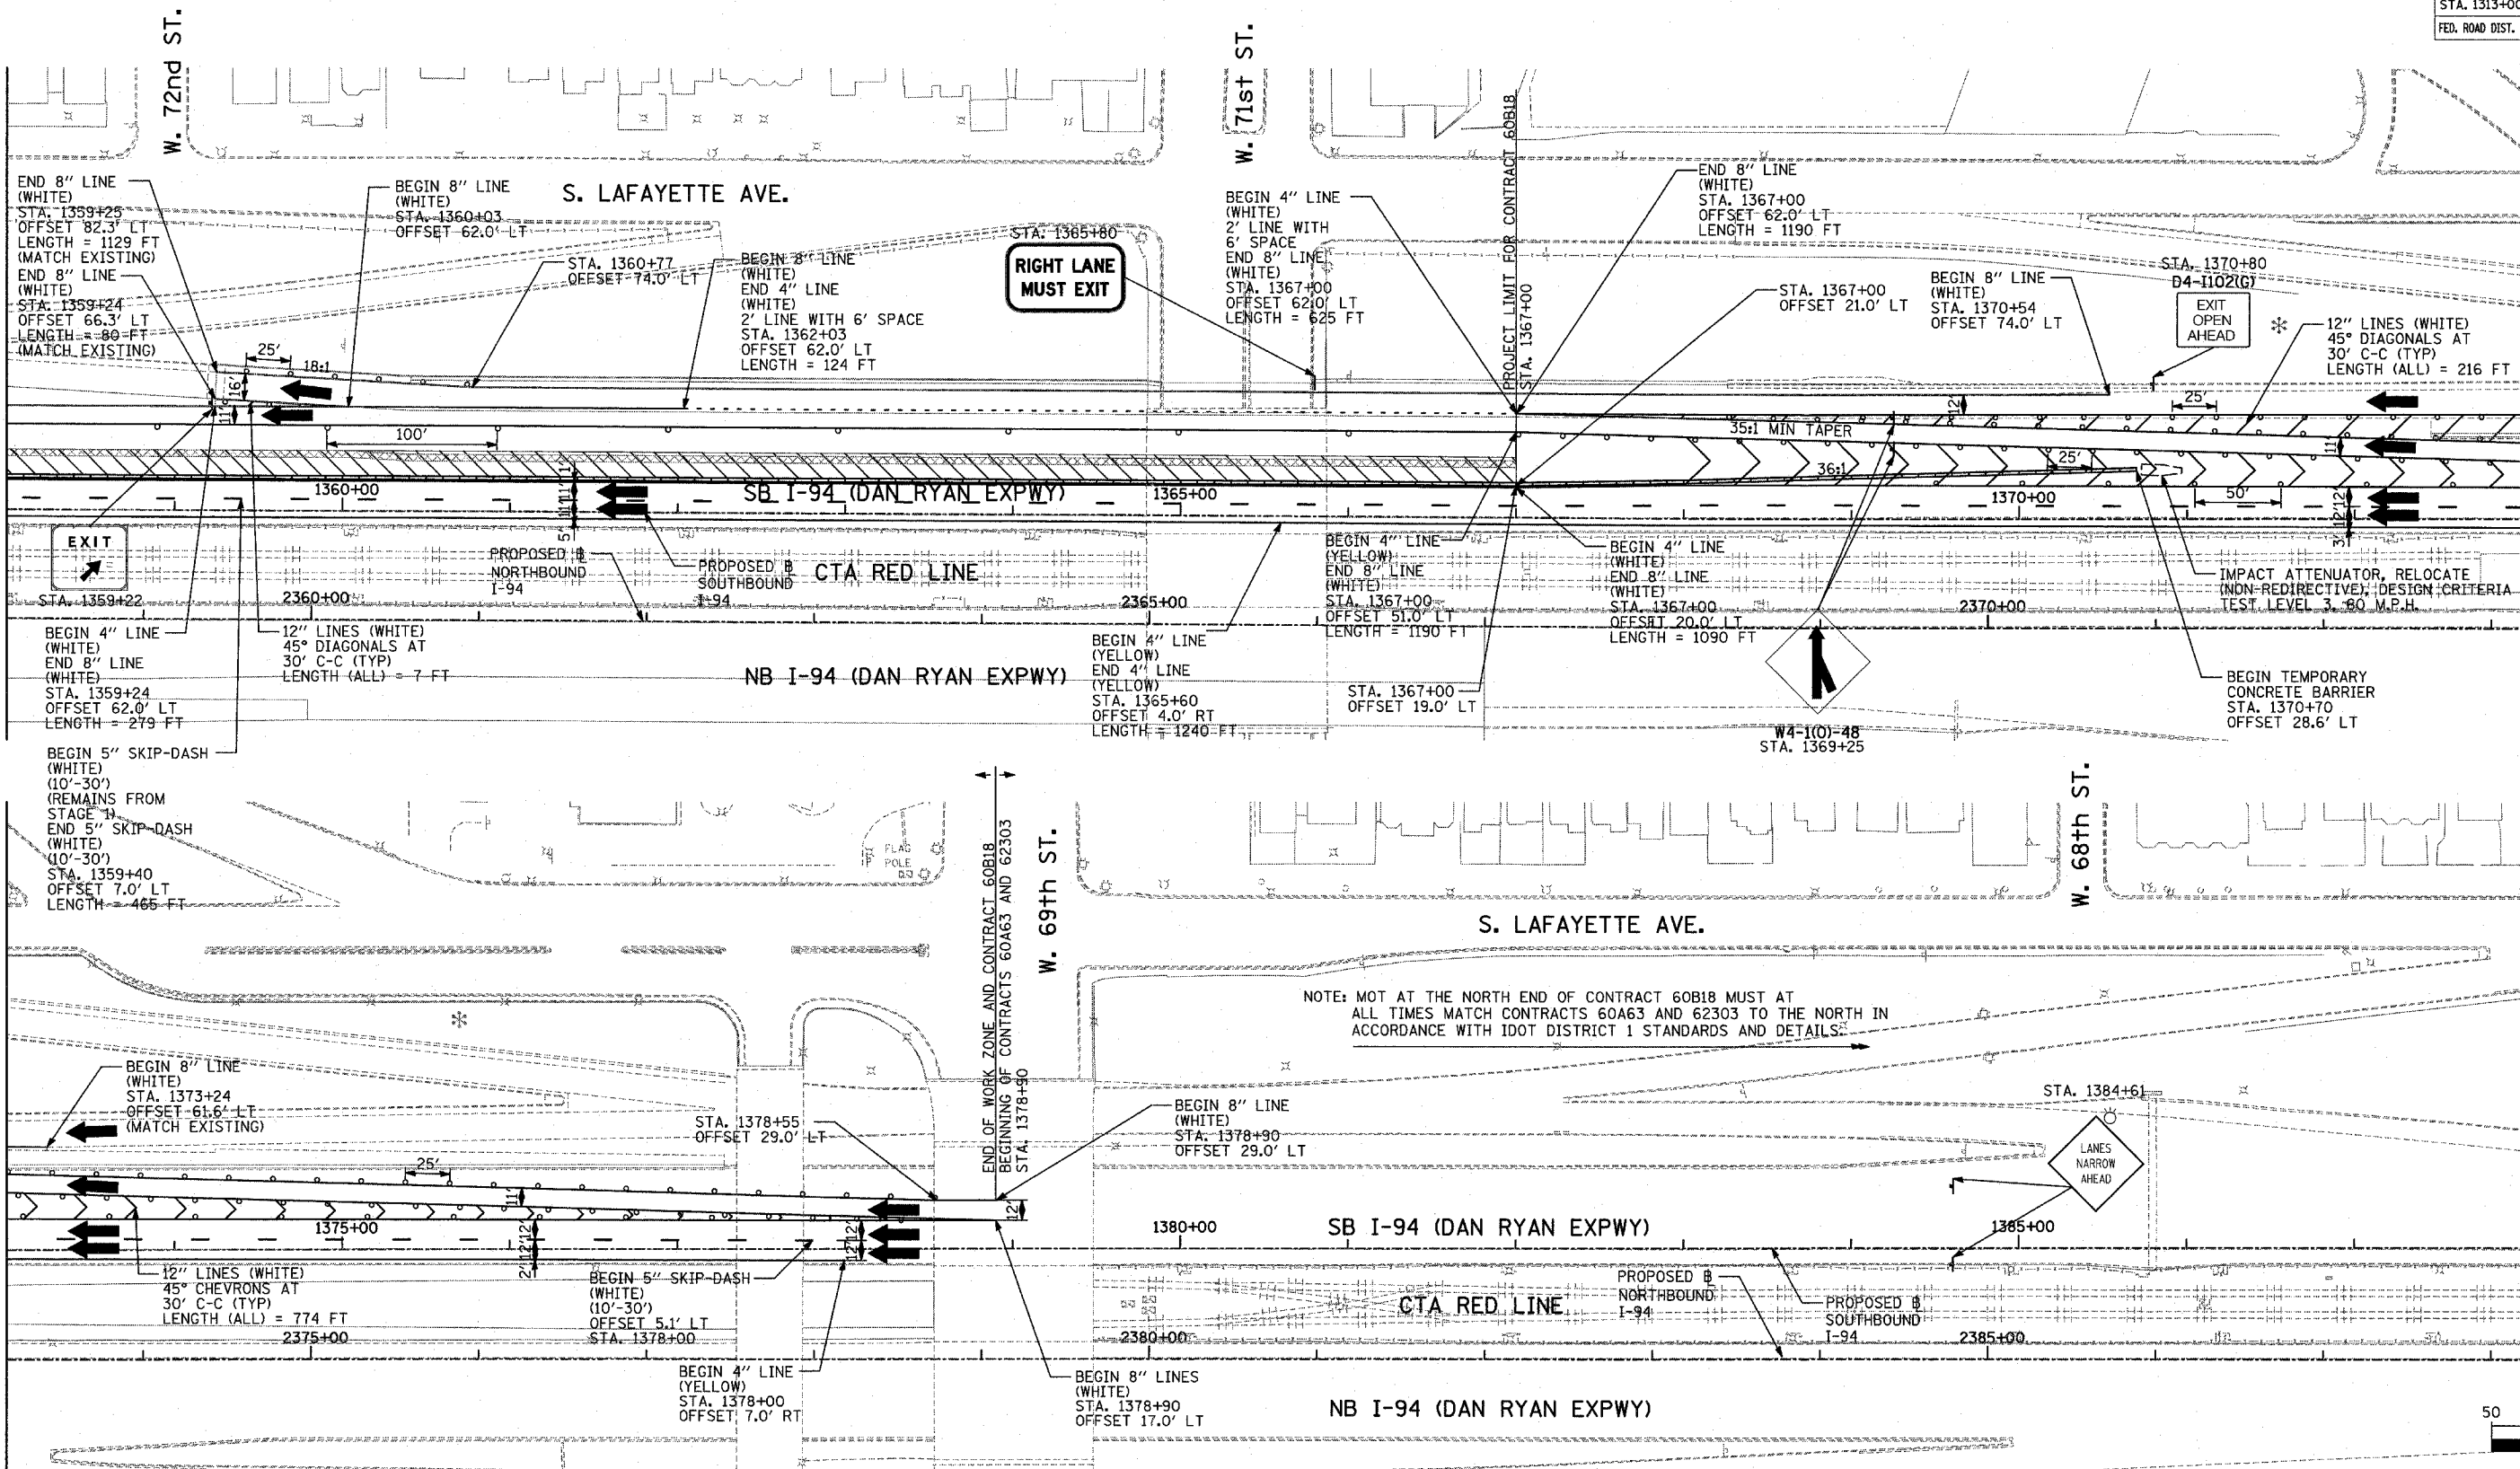 STA. 1313+00
FED. ROAD DIST.
W. 72nd ST.
W. 71st ST.
END 8" LINE
(WHITE)
STA. 1359+25
OFFSET 82.3' LT
LENGTH = 1129 FT
(MATCH EXISTING)
END 8" LINE
(WHITE)
STA. 1359+24
OFFSET 66.3' LT
LENGTH = 80 FT
(MATCH EXISTING)
BEGIN 8" LINE
(WHITE)
STA. 1360+03
OFFSET 62.0' LT
S. LAFAYETTE AVE.
STA. 1360+77
OFFSET 74.0' LT
BEGIN 8" LINE
(WHITE)
END 4" LINE
(WHITE)
2' LINE WITH 6' SPACE
STA. 1362+03
OFFSET 62.0' LT
LENGTH = 124 FT
STA. 1365+80
RIGHT LANE
MUST EXIT
BEGIN 4" LINE
(WHITE)
2' LINE WITH
6' SPACE
END 8" LINE
(WHITE)
STA. 1367+00
OFFSET 62.0' LT
LENGTH = 625 FT
PROJECT LIMIT FOR CONTRACT 60B18
STA. 1367+00
END 8" LINE
(WHITE)
STA. 1367+00
OFFSET 62.0' LT
LENGTH = 1190 FT
STA. 1367+00
OFFSET 21.0' LT
BEGIN 8" LINE
(WHITE)
STA. 1370+54
OFFSET 74.0' LT
STA. 1370+80
D4-I102(G)
EXIT
OPEN
AHEAD
12" LINES (WHITE)
45° DIAGONALS AT
30' C-C (TYP)
LENGTH (ALL) = 216 FT
25'
18:1
16'
11'
100'
12'
25'
35:1 MIN TAPER
11'
36:1
25'
50'
1360+00
1'
11'
11'
5'
SB I-94 (DAN RYAN EXPWY)
1365+00
1370+00
12'
12'
3'
EXIT
STA. 1359+22
2360+00
PROPOSED B
NORTHBOUND
I-94
PROPOSED B
SOUTHBOUND
I-94
CTA RED LINE
2365+00
2370+00
BEGIN 4" LINE
(WHITE)
END 8" LINE
(WHITE)
STA. 1359+24
OFFSET 62.0' LT
LENGTH = 279 FT
12" LINES (WHITE)
45° DIAGONALS AT
30' C-C (TYP)
LENGTH (ALL) = 7 FT
NB I-94 (DAN RYAN EXPWY)
BEGIN 4" LINE
(YELLOW)
END 4" LINE
(YELLOW)
STA. 1365+60
OFFSET 4.0' RT
LENGTH = 1240 FT
BEGIN 4" LINE
(YELLOW)
END 8" LINE
(WHITE)
STA. 1367+00
OFFSET 51.0' LT
LENGTH = 1190 FT
STA. 1367+00
OFFSET 19.0' LT
BEGIN 4" LINE
(WHITE)
END 8" LINE
(WHITE)
STA. 1367+00
OFFSET 20.0' LT
LENGTH = 1090 FT
W4-1(O)-48
STA. 1369+25
IMPACT ATTENUATOR, RELOCATE
(NON-REDIRECTIVE), DESIGN CRITERIA
TEST LEVEL 3, 60 M.P.H.
BEGIN TEMPORARY
CONCRETE BARRIER
STA. 1370+70
OFFSET 28.6' LT
BEGIN 5" SKIP-DASH
(WHITE)
(10'-30')
(REMAINS FROM
STAGE 1)
END 5" SKIP-DASH
(WHITE)
(10'-30')
STA. 1359+40
OFFSET 7.0' LT
LENGTH = 465 FT
FLAG
POLE
END OF WORK ZONE AND CONTRACT 60B18
BEGINNING OF CONTRACTS 60A63 AND 62303
STA. 1378+90
W. 69th ST.
W. 68th ST.
S. LAFAYETTE AVE.
NOTE: MOT AT THE NORTH END OF CONTRACT 60B18 MUST AT
ALL TIMES MATCH CONTRACTS 60A63 AND 62303 TO THE NORTH IN
ACCORDANCE WITH IDOT DISTRICT 1 STANDARDS AND DETAILS.
BEGIN 8" LINE
(WHITE)
STA. 1373+24
OFFSET 61.6' LT
(MATCH EXISTING)
STA. 1378+55
OFFSET 29.0' LT
BEGIN 8" LINE
(WHITE)
STA. 1378+90
OFFSET 29.0' LT
STA. 1384+61
LANES
NARROW
AHEAD
25'
11'
12'
1375+00
12'
12'
2'
12'
12'
1380+00
SB I-94 (DAN RYAN EXPWY)
1385+00
12" LINES (WHITE)
45° CHEVRONS AT
30' C-C (TYP)
LENGTH (ALL) = 774 FT
BEGIN 5" SKIP-DASH
(WHITE)
(10'-30')
OFFSET 5.1' LT
STA. 1378+00
CTA RED LINE
PROPOSED B
NORTHBOUND
I-94
PROPOSED B
SOUTHBOUND
I-94
2375+00
2380+00
2385+00
BEGIN 4" LINE
(YELLOW)
STA. 1378+00
OFFSET 7.0' RT
BEGIN 8" LINES
(WHITE)
STA. 1378+90
OFFSET 17.0' LT
NB I-94 (DAN RYAN EXPWY)
50